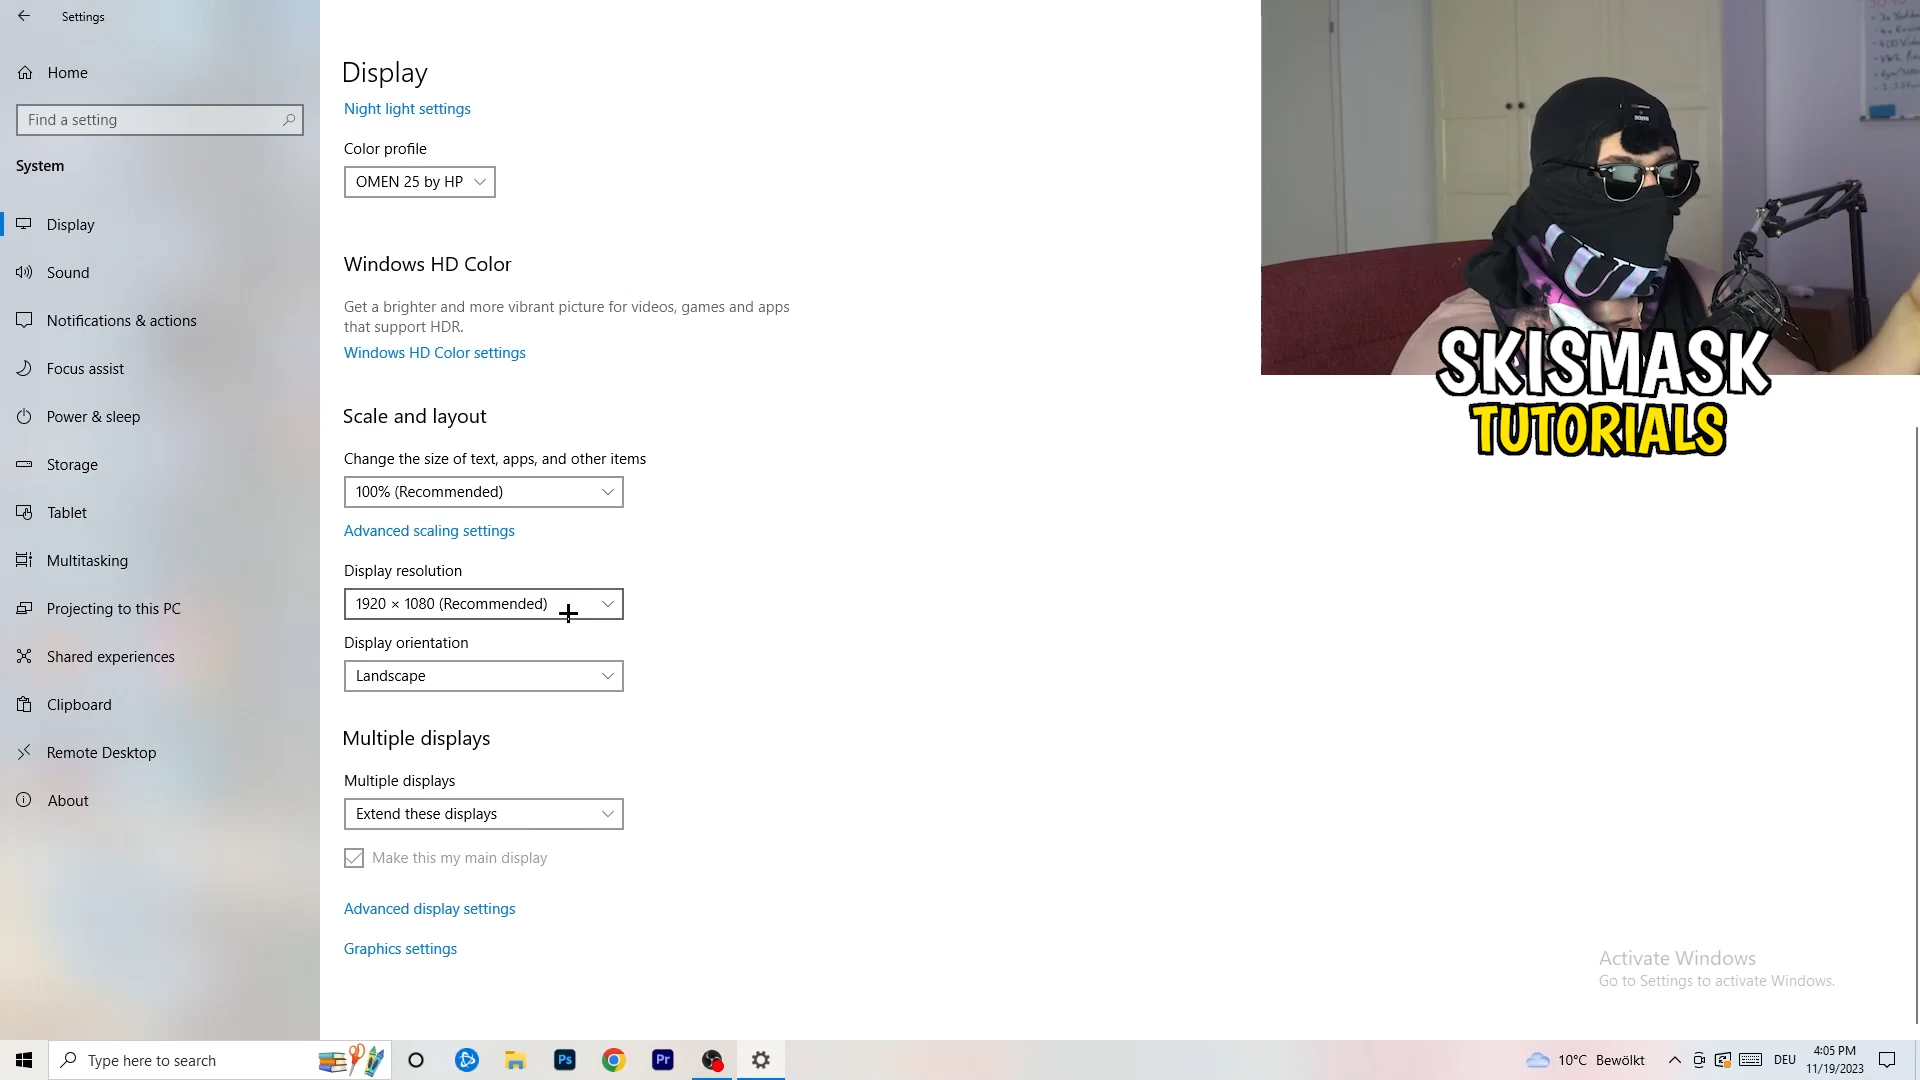 Settings
Home
Find a setting
System
Display
Sound
Notifications & actions
Focus assist
Power & sleep
Storage
Tablet
Multitasking
Projecting to this PC
Shared experiences
Clipboard
Remote Desktop
About
Display
Night light settings
Color profile
OMEN 25 by HP
Windows HD Color
Get a brighter and more vibrant picture for videos, games and apps
that support HDR.
Windows HD Color settings
Scale and layout
Change the size of text, apps, and other items
100% (Recommended)
Advanced scaling settings
Display resolution
1920 × 1080 (Recommended)
Display orientation
Landscape
Multiple displays
Multiple displays
Extend these displays
Make this my main display
Advanced display settings
Graphics settings
SKISMASK
TUTORIALS
Activate Windows
Go to Settings to activate Windows.
Type here to search
Ps
Pr
10°C Bewölkt
DEU
4:05 PM
11/19/2023